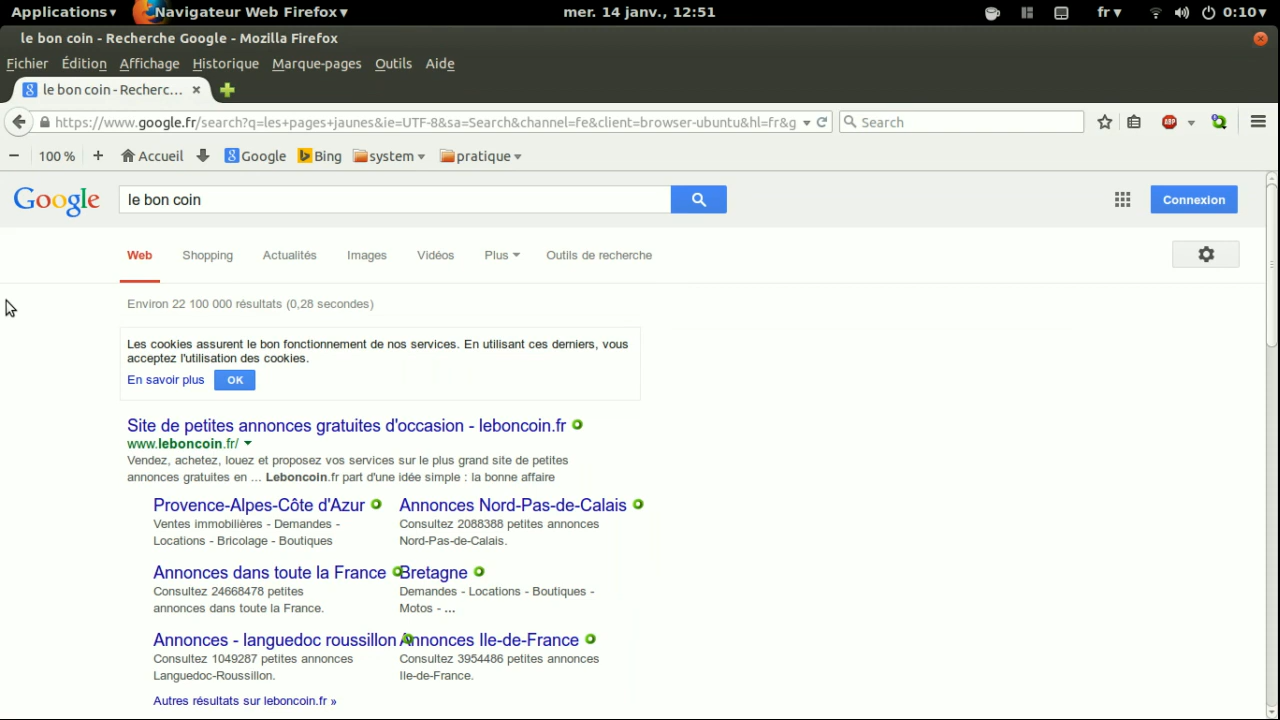 Applications Navigateur Web Firefox mer. 14 janv., 12:51 fr 0:10
le bon coin - Recherche Google - Mozilla Firefox
Fichier Édition Affichage Historique Marque-pages Outils Aide
8 le bon coin - Recherc...
https://www.google.fr/search?q=les+pages+jaunes&ie=UTF-8&sa=Search&channel=fe&client=browser-ubuntu&hl=fr&g Search ABP
100 % Accueil 8 Google Bing system pratique
Google le bon coin Connexion
Web Shopping Actualités Images Vidéos Plus Outils de recherche
Environ 22 100 000 résultats (0,28 secondes)
Les cookies assurent le bon fonctionnement de nos services. En utilisant ces derniers, vous
acceptez l'utilisation des cookies.
En savoir plus OK
Site de petites annonces gratuites d'occasion - leboncoin.fr
www.leboncoin.fr/
Vendez, achetez, louez et proposez vos services sur le plus grand site de petites
annonces gratuites en ... Leboncoin.fr part d'une idée simple : la bonne affaire
Provence-Alpes-Côte d'Azur
Ventes immobilières - Demandes -
Locations - Bricolage - Boutiques
Annonces Nord-Pas-de-Calais
Consultez 2088388 petites annonces
Nord-Pas-de-Calais.
Annonces dans toute la France
Consultez 24668478 petites
annonces dans toute la France.
Bretagne
Demandes - Locations - Boutiques -
Motos - ...
Annonces - languedoc roussillon
Consultez 1049287 petites annonces
Languedoc-Roussillon.
Annonces Ile-de-France
Consultez 3954486 petites annonces
Ile-de-France.
Autres résultats sur leboncoin.fr »